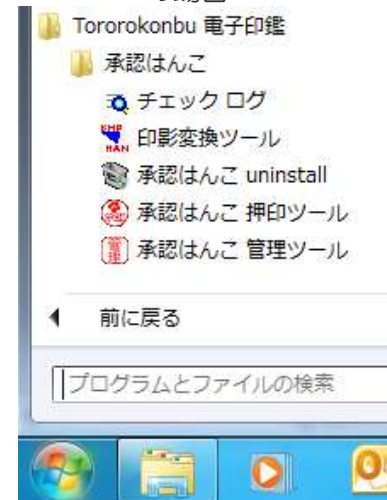 Tororokonbu 電子印鑑
承認はんこ
チェック ログ
印影変換ツール
承認はんこ uninstall
承認はんこ 押印ツール
承認はんこ 管理ツール
前に戻る
プログラムとファイルの検索